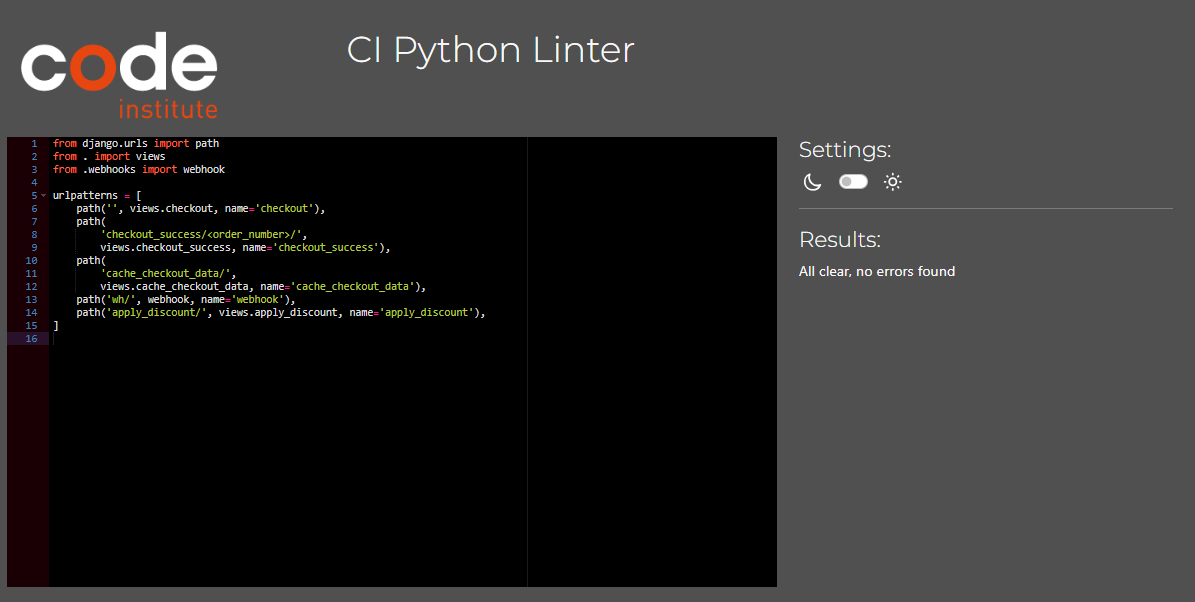 code
institute
CI Python Linter
1 from django.urls import path
2 from . import views
3 from .webhooks import webhook
4
5 urlpatterns = [
6     path('', views.checkout, name='checkout'),
7     path(
8         'checkout_success/<order_number>/',
9         views.checkout_success, name='checkout_success'),
10     path(
11         'cache_checkout_data/',
12         views.cache_checkout_data, name='cache_checkout_data'),
13     path('wh/', webhook, name='webhook'),
14     path('apply_discount/', views.apply_discount, name='apply_discount'),
15 ]
16
Settings:
Results:
All clear, no errors found